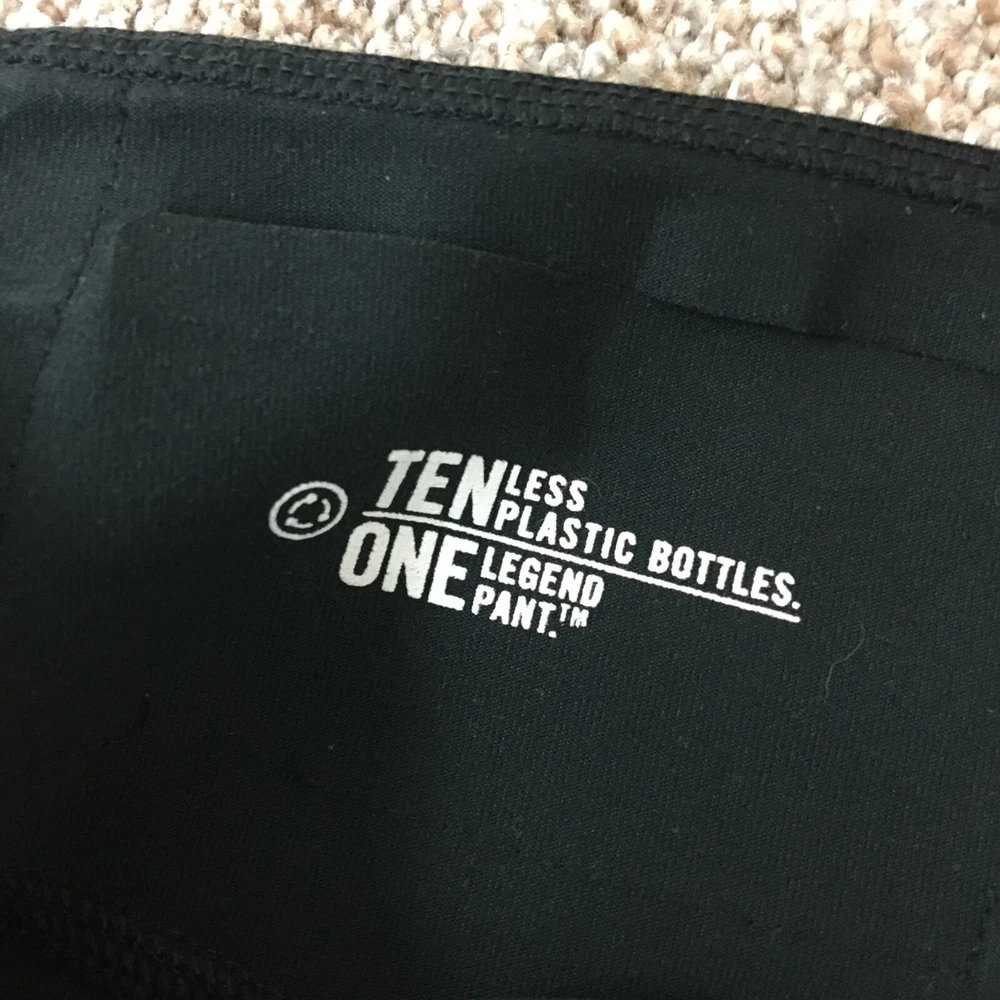 TEN LESS
PLASTIC BOTTLES.
ONE LEGEND
PANT.™